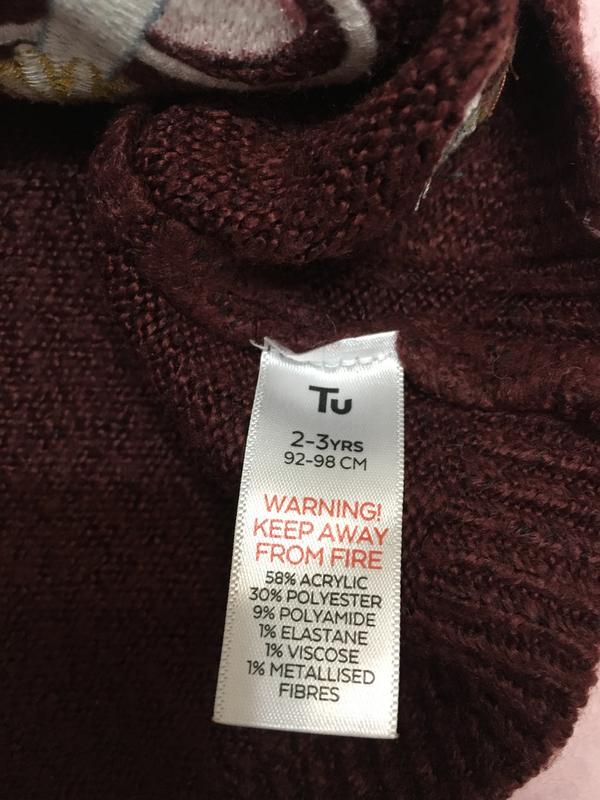 Tu
2-3YRS
92-98 CM
WARNING!
KEEP AWAY
FROM FIRE
58% ACRYLIC
30% POLYESTER
9% POLYAMIDE
1% ELASTANE
1% VISCOSE
1% METALLISED
FIBRES